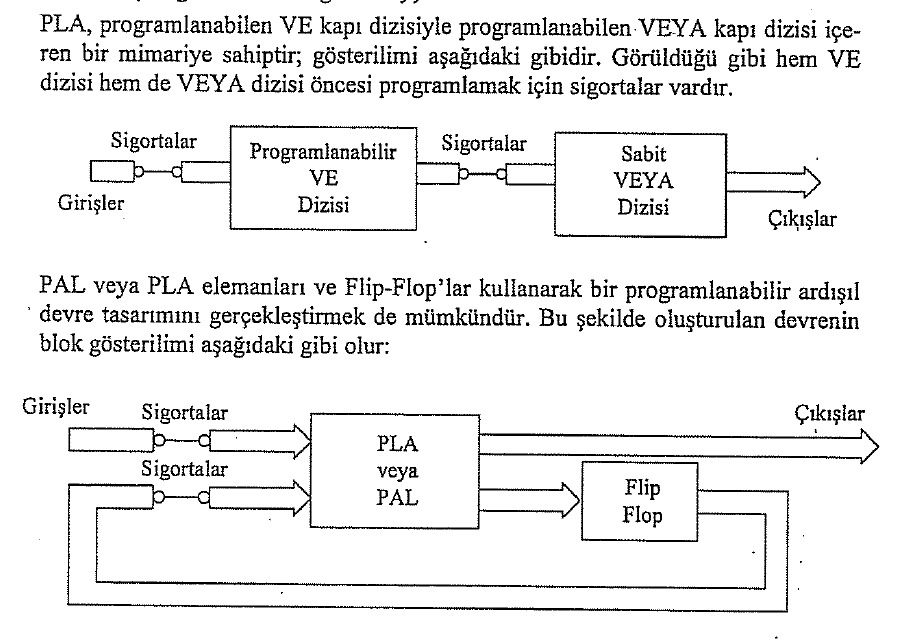 PLA, programlanabilen VE kapı dizisiyle programlanabilen VEYA kapı dizisi içe-
ren bir mimariye sahiptir; gösterilimi aşağıdaki gibidir. Görüldüğü gibi hem VE
dizisi hem de VEYA dizisi öncesi programlamak için sigortalar vardır.
Sigortalar
Girişler
Programlanabilir
VE
Dizisi
Sigortalar
Sabit
VEYA
Dizisi
Çıkışlar
PAL veya PLA elemanları ve Flip-Flop'lar kullanarak bir programlanabilir ardışıl
devre tasarımını gerçekleştirmek de mümkündür. Bu şekilde oluşturulan devrenin
blok gösterilimi aşağıdaki gibi olur:
Girişler
Sigortalar
Sigortalar
PLA
veya
PAL
Flip
Flop
Çıkışlar